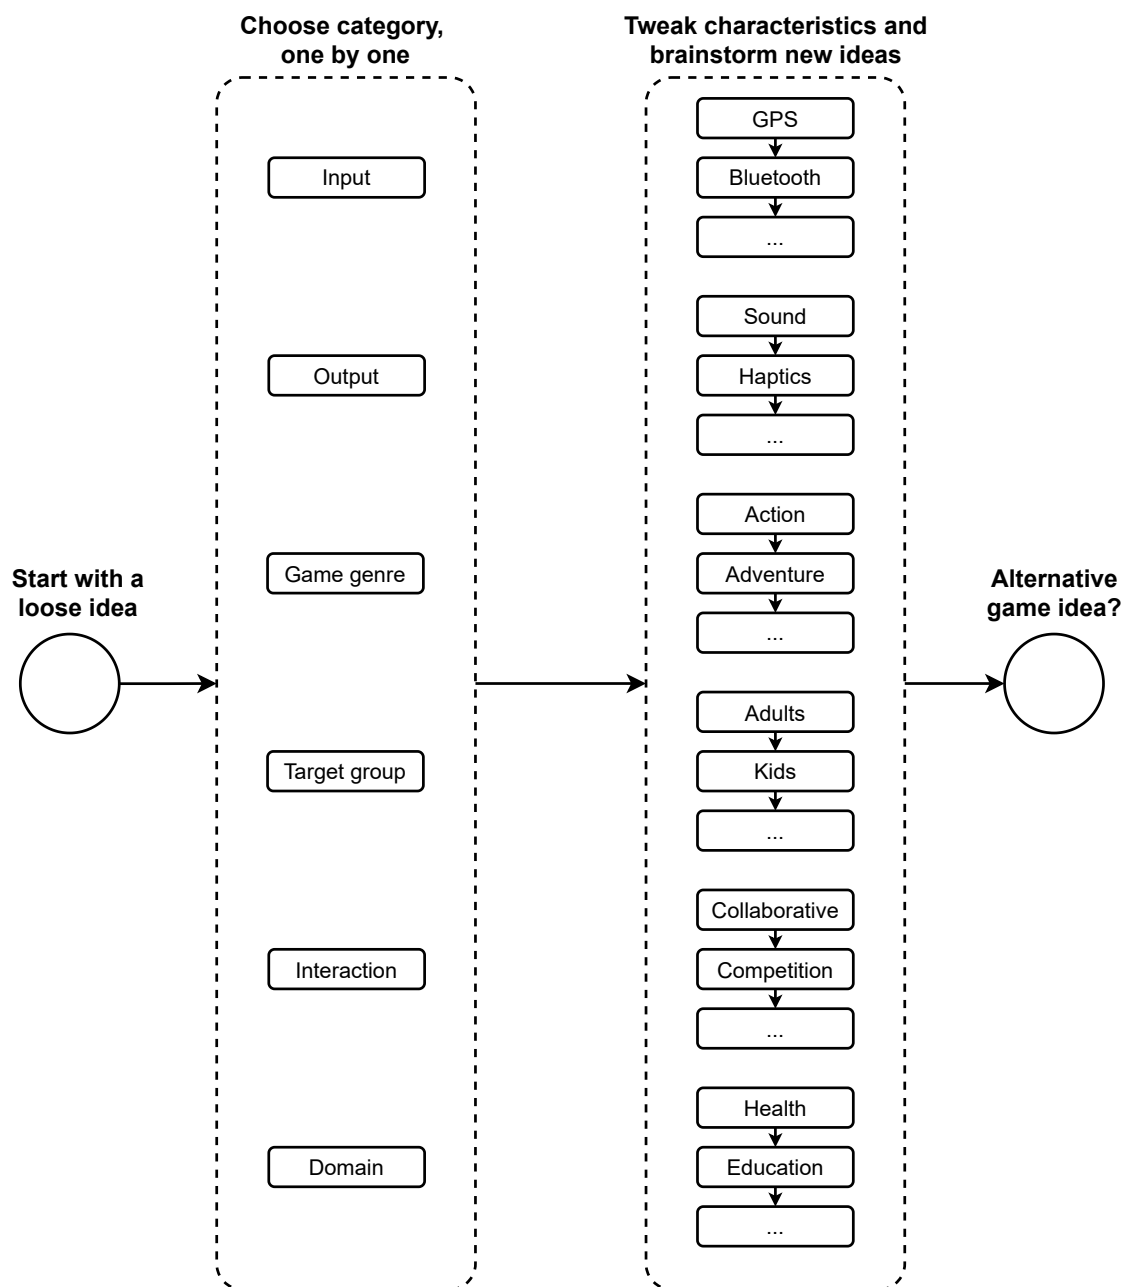 Choose category,
one by one
Tweak characteristics and
brainstorm new ideas
Start with a
loose idea
Input
Output
Game genre
Target group
Interaction
Domain
GPS
Bluetooth
...
Sound
Haptics
...
Action
Adventure
...
Adults
Kids
...
Collaborative
Competition
...
Health
Education
...
Alternative
game idea?